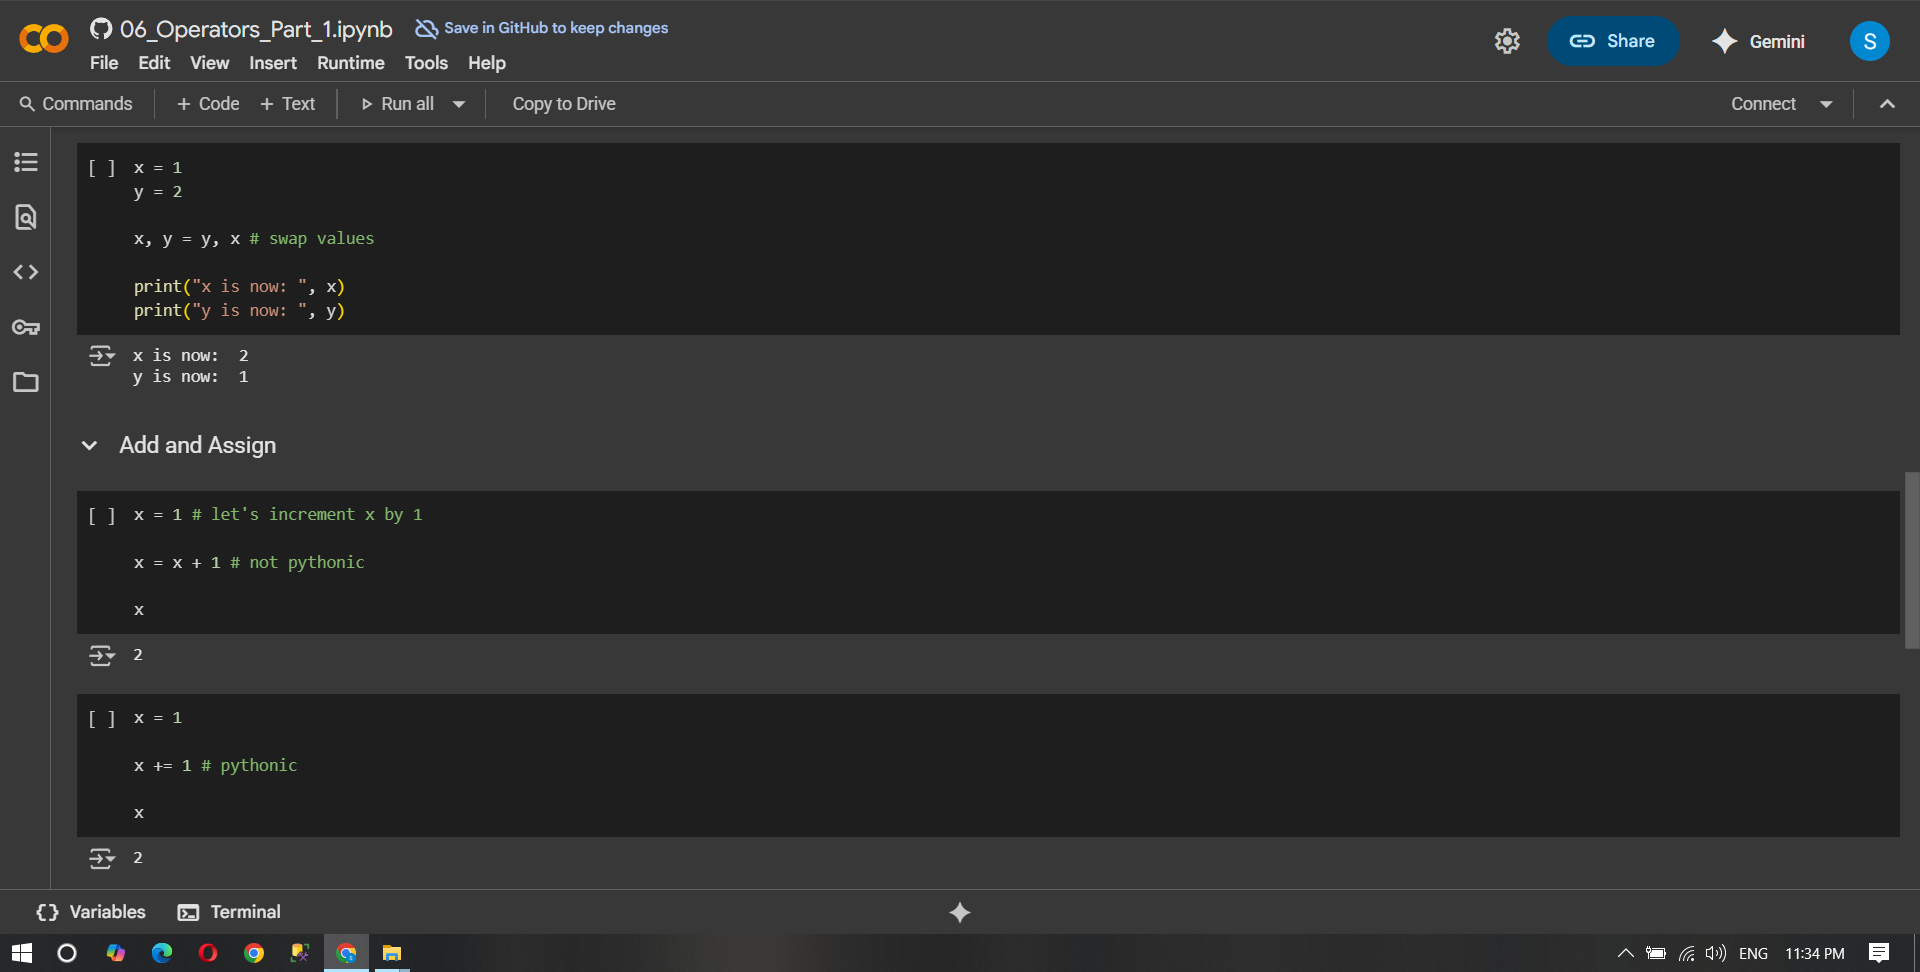 06_Operators_Part_1.ipynb Save in GitHub to keep changes
Share Gemini S
File Edit View Insert Runtime Tools Help
Commands + Code + Text Run all Copy to Drive Connect
[ ] x = 1
y = 2
x, y = y, x # swap values
print("x is now: ", x)
print("y is now: ", y)
x is now:  2
y is now:  1
Add and Assign
[ ] x = 1 # let's increment x by 1
x = x + 1 # not pythonic
x
2
[ ] x = 1
x += 1 # pythonic
x
2
{} Variables Terminal
ENG 11:34 PM